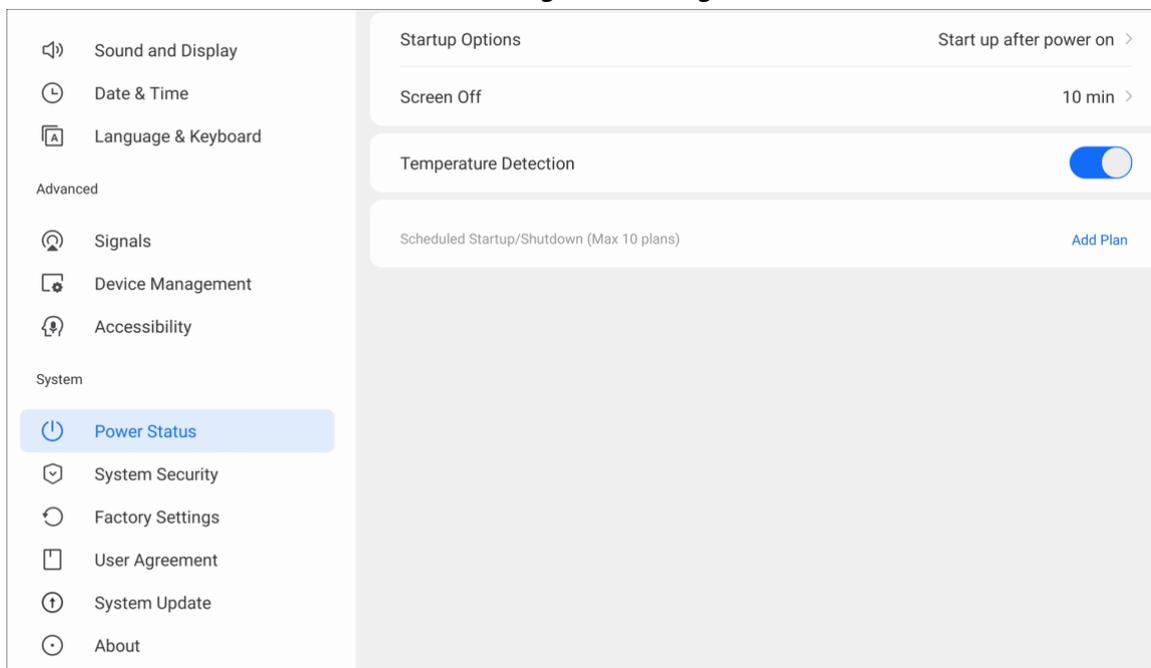 Sound and Display
Date & Time
Language & Keyboard
Advanced
Signals
Device Management
Accessibility
System
Power Status
System Security
Factory Settings
User Agreement
System Update
About
Startup Options
Start up after power on
Screen Off
10 min
Temperature Detection
Scheduled Startup/Shutdown (Max 10 plans)
Add Plan